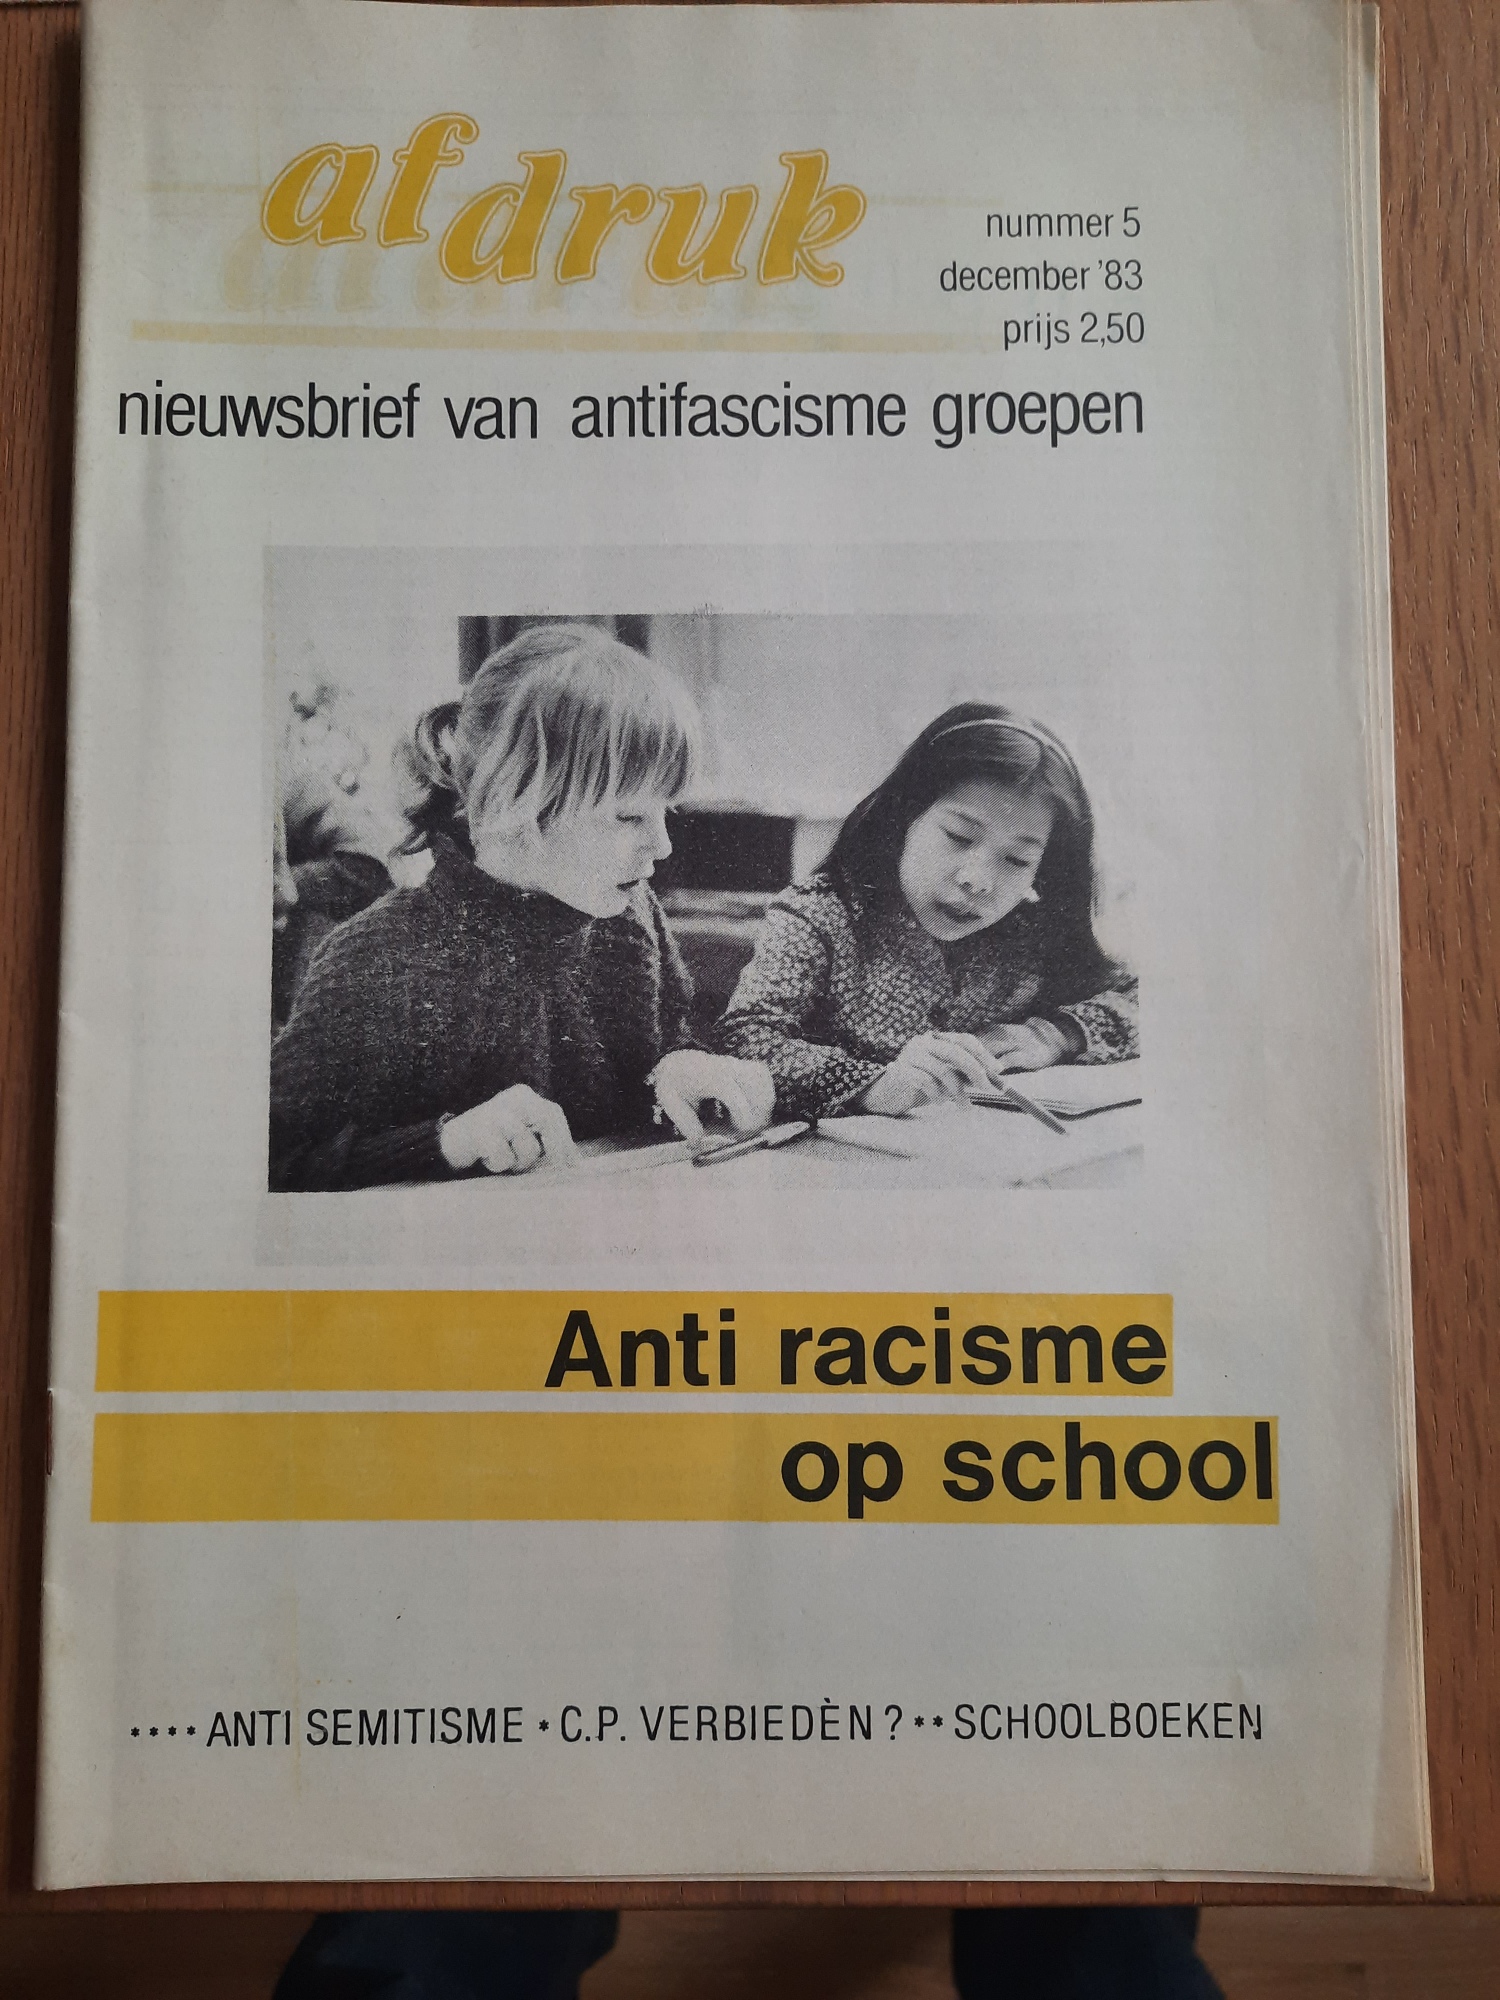 afdruk
nummer 5
december '83
prijs 2,50
nieuwsbrief van antifascisme groepen
Anti racisme
op school
**** ANTI SEMITISME * C.P. VERBIEDÈN ? ** SCHOOLBOEKEN